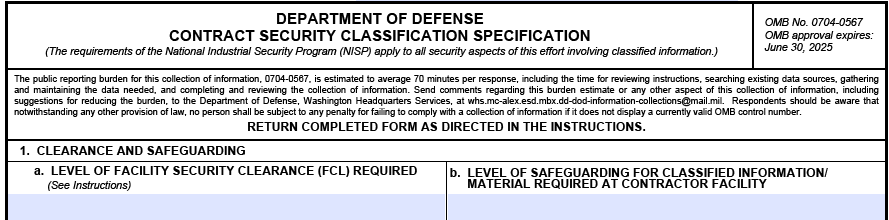 DEPARTMENT OF DEFENSE
CONTRACT SECURITY CLASSIFICATION SPECIFICATION
(The requirements of the National Industrial Security Program (NISP) apply to all security aspects of this effort involving classified information.)
OMB No. 0704-0567
OMB approval expires:
June 30, 2025
The public reporting burden for this collection of information, 0704-0567, is estimated to average 70 minutes per response, including the time for reviewing instructions, searching existing data sources, gathering
and maintaining the data needed, and completing and reviewing the collection of information. Send comments regarding this burden estimate or any other aspect of this collection of information, including
suggestions for reducing the burden, to the Department of Defense, Washington Headquarters Services, at whs.mc-alex.esd.mbx.dd-dod-information-collections@mail.mil. Respondents should be aware that
notwithstanding any other provision of law, no person shall be subject to any penalty for failing to comply with a collection of information if it does not display a currently valid OMB control number.
RETURN COMPLETED FORM AS DIRECTED IN THE INSTRUCTIONS.
1. CLEARANCE AND SAFEGUARDING
a. LEVEL OF FACILITY SECURITY CLEARANCE (FCL) REQUIRED
(See Instructions)
b. LEVEL OF SAFEGUARDING FOR CLASSIFIED INFORMATION/
MATERIAL REQUIRED AT CONTRACTOR FACILITY